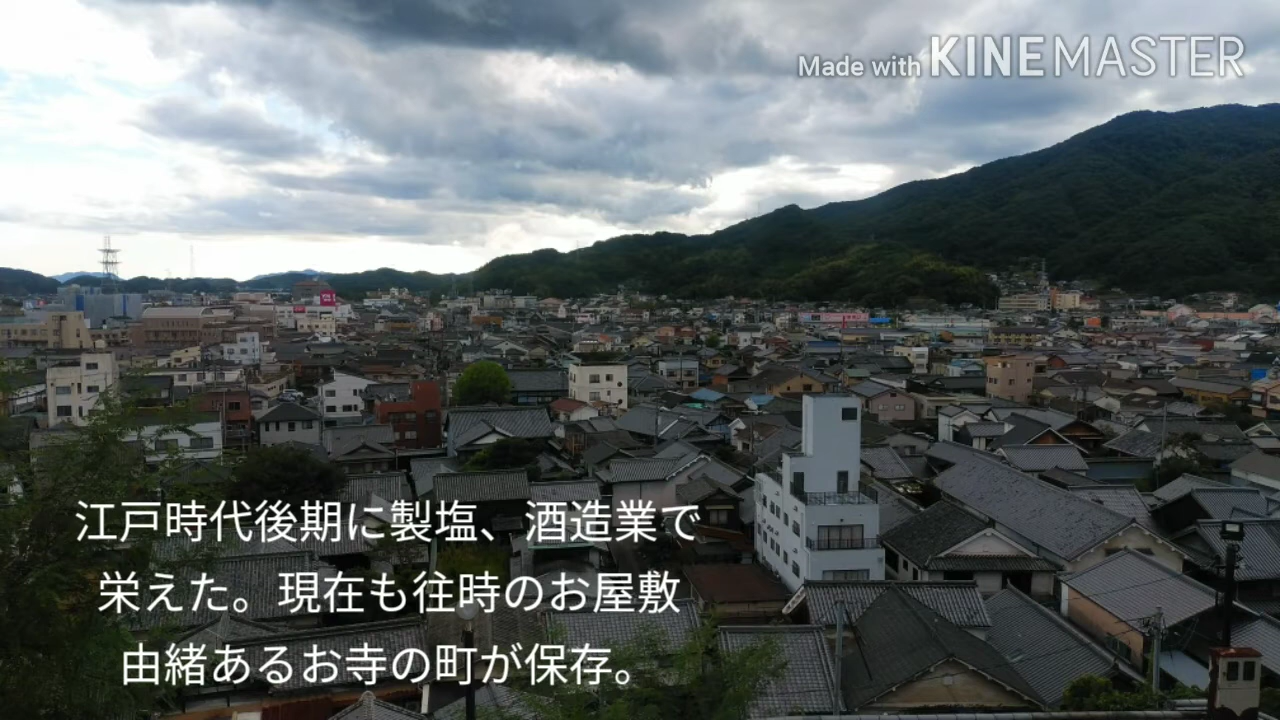 Made with KINEMASTER
江戸時代後期に製塩、酒造業で
栄えた。現在も往時のお屋敷
由緒あるお寺の町が保存。